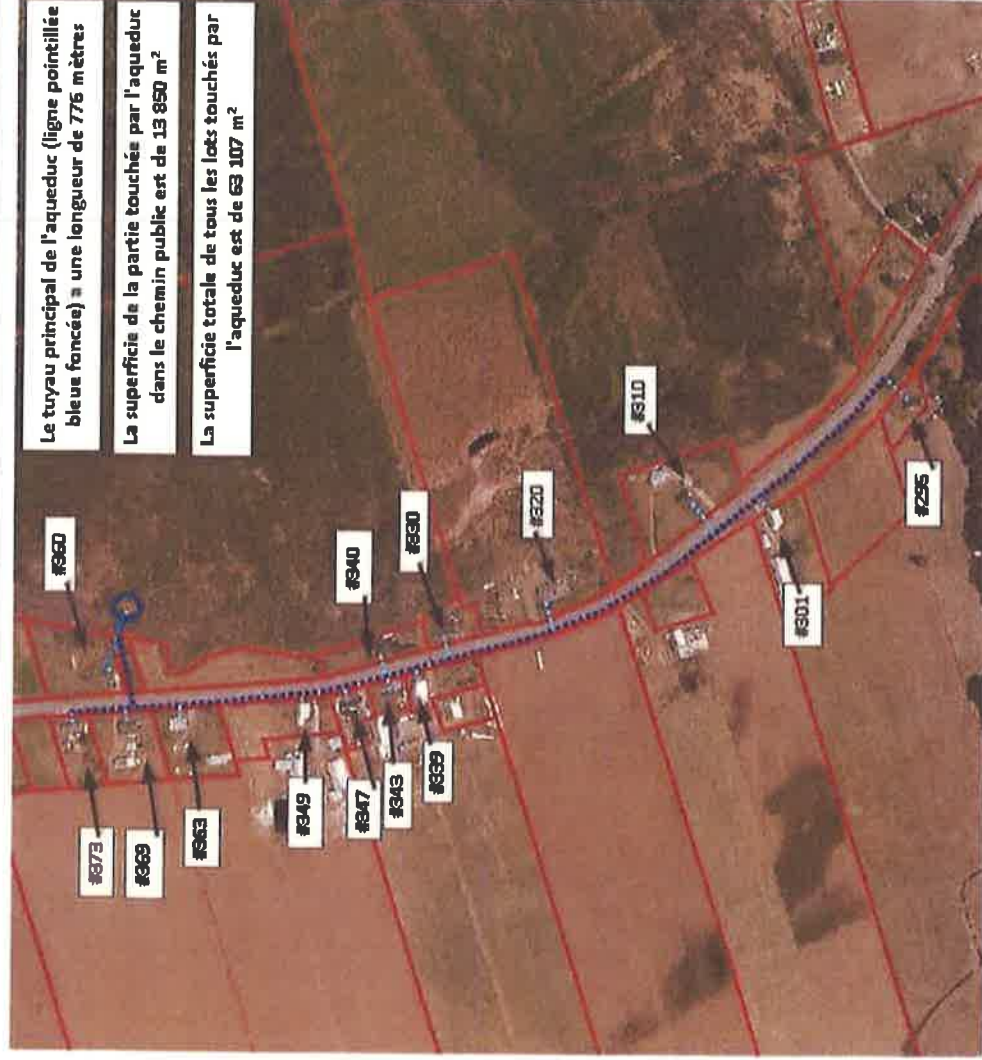 Le tuyau principal de l'aqueduc (ligne pointillée
bleue foncée) a une longueur de 776 mètres
La superficie de la partie touchée par l'aqueduc
dans le chemin public est de 13 850 m²
La superficie totale de tous les lots touchés par
l'aqueduc est de 63 107 m²
#360
#340
#330
#320
#310
#373
#369
#363
#349
#347
#343
#339
#301
#295